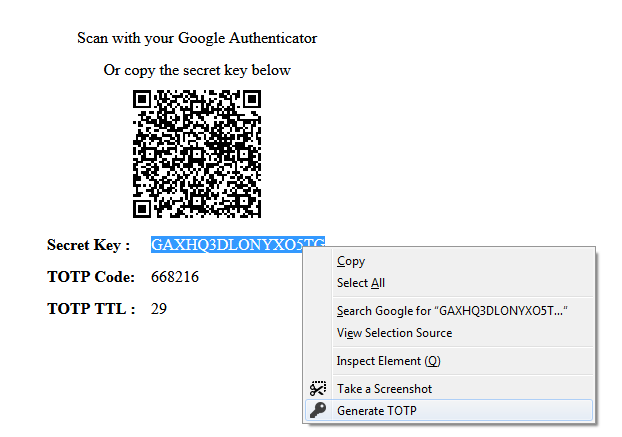 Scan with your Google Authenticator
Or copy the secret key below
Secret Key : GAXHQ3DLONYXO5TG
TOTP Code: 668216
TOTP TTL : 29
Copy
Select All
Search Google for “GAXHQ3DLONYXO5T...”
View Selection Source
Inspect Element (Q)
Take a Screenshot
Generate TOTP